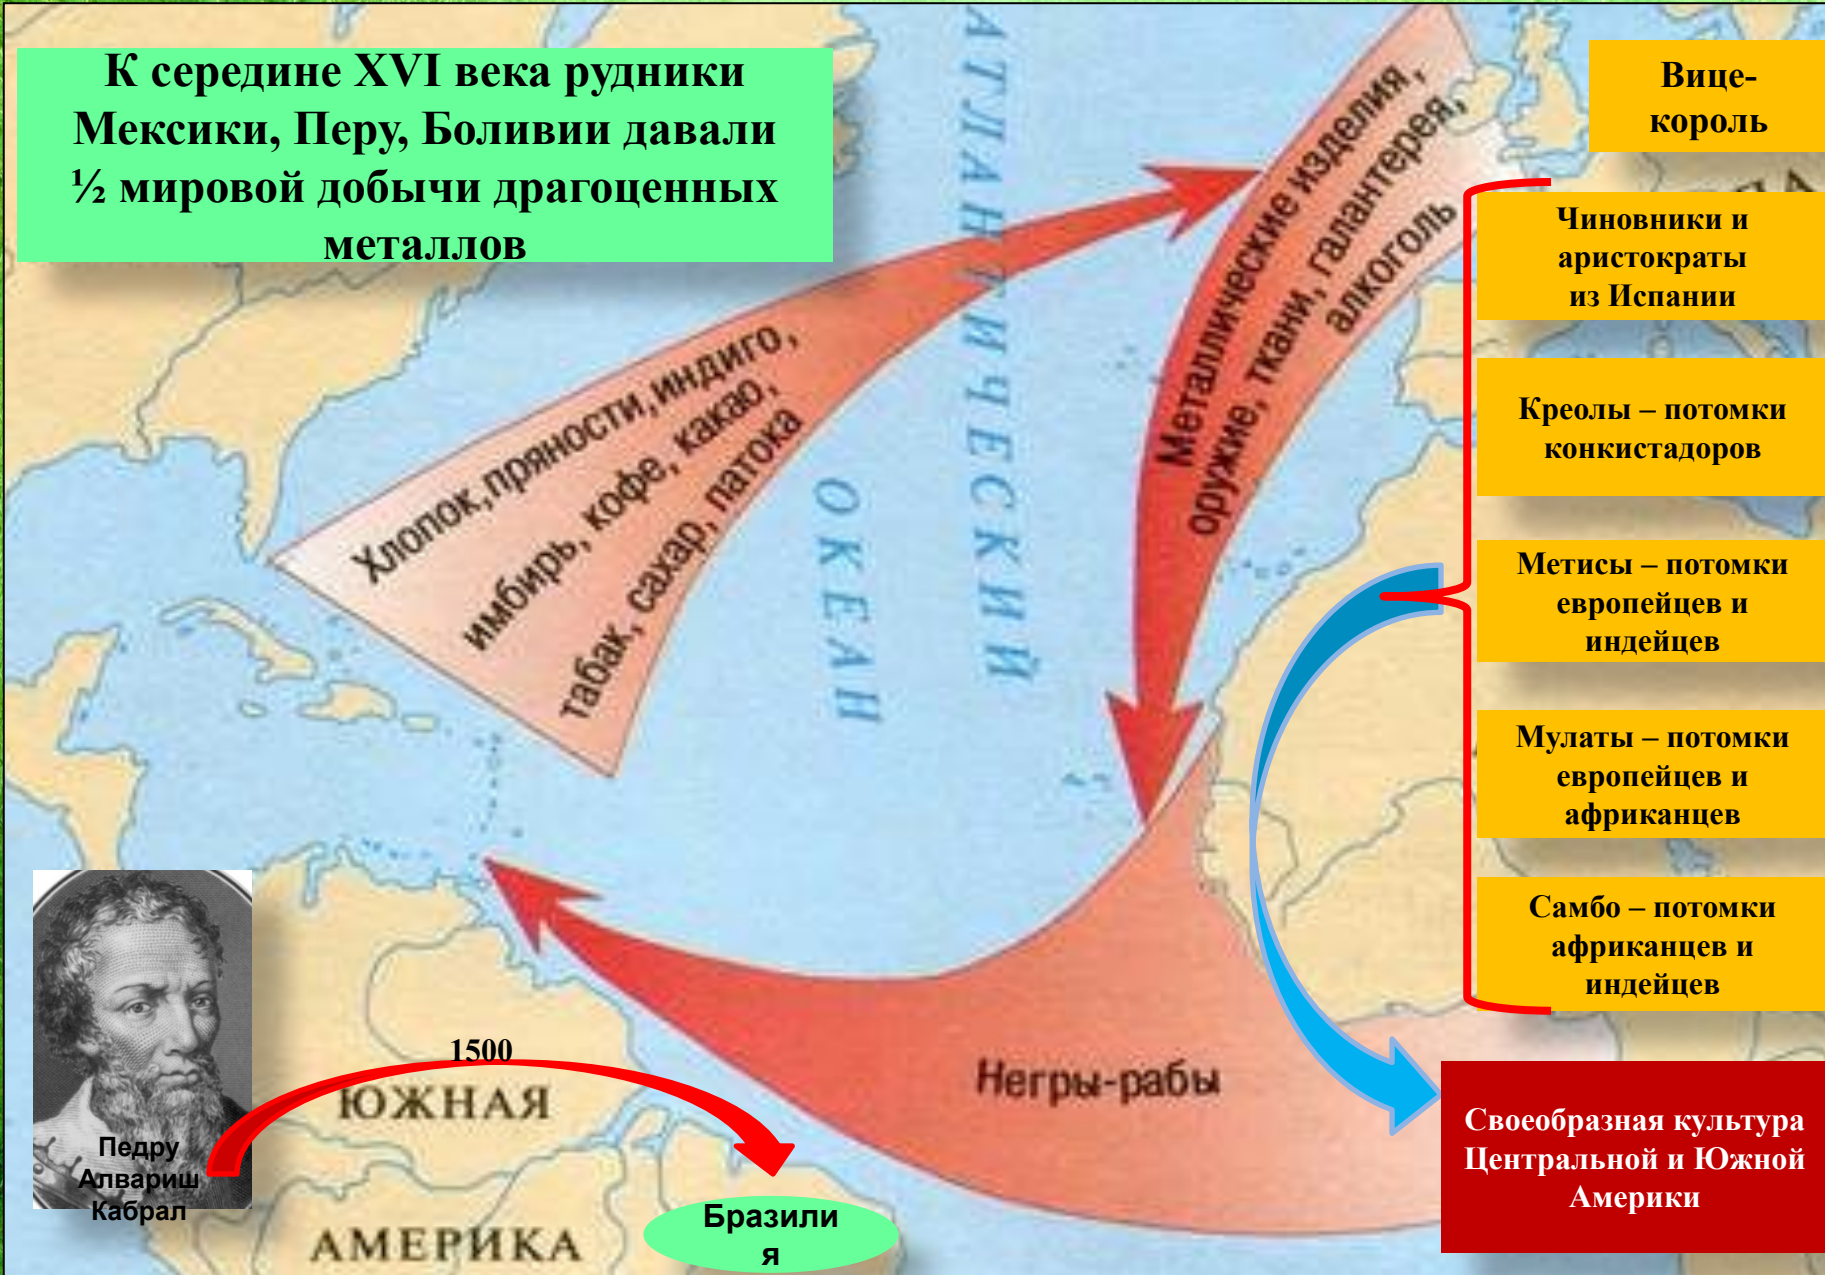 К середине XVI века рудники
Мексики, Перу, Боливии давали
½ мировой добычи драгоценных
металлов
АТЛАНТИЧЕСКИЙ
ОКЕАН
Хлопок, пряности, индиго,
имбирь, кофе, какао,
табак, сахар, патока
Металлические изделия,
оружие, ткани, галантерея,
алкоголь
Негры-рабы
Вице-
король
Чиновники и
аристократы
из Испании
Креолы – потомки
конкистадоров
Метисы – потомки
европейцев и
индейцев
Мулаты – потомки
европейцев и
африканцев
Самбо – потомки
африканцев и
индейцев
Своеобразная культура
Центральной и Южной
Америки
1500
ЮЖНАЯ
АМЕРИКА
Педру
Алвариш
Кабрал
Бразили
я